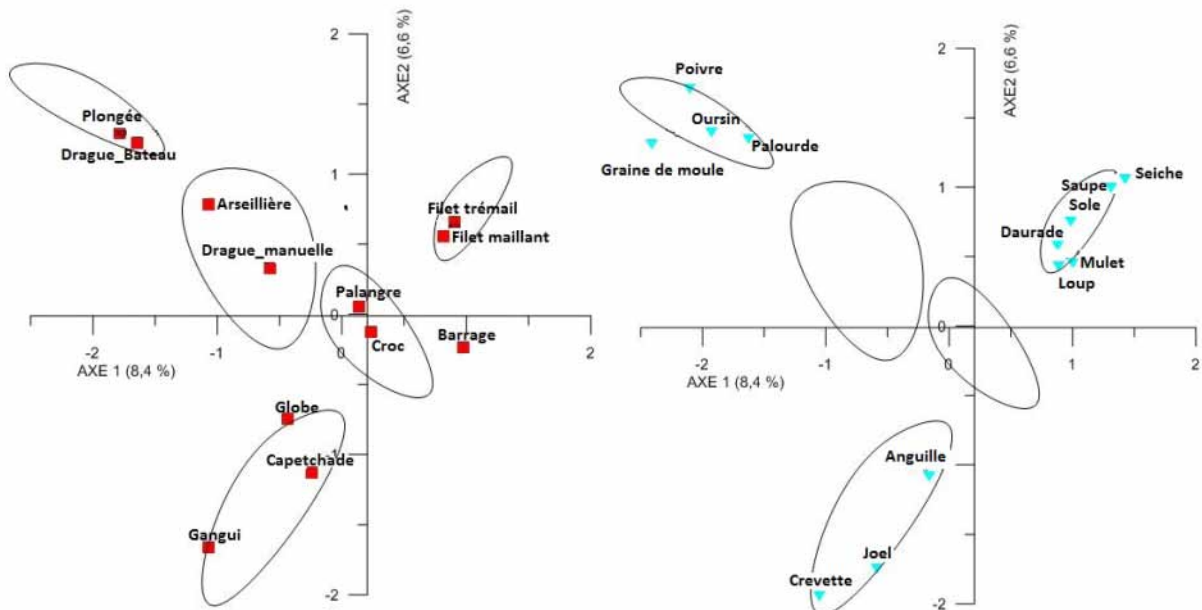 2
AXE2 (6,6 %)
Plongée
Drague_Bateau
1
Arseillière
Filet trémail
Filet maillant
Drague_manuelle
Palangre
0
Croc
Barrage
-2
-1
0
2
AXE 1 (8,4 %)
Globe
Capetchade
-1
Gangui
-2
2
AXE2 (6,6 %)
Poivre
Oursin
Palourde
Graine de moule
1
Seiche
Saupe
Sole
Daurade
Mulet
Loup
0
-2
-1
0
1
2
AXE 1 (8,4 %)
Anguille
-1
Joel
Crevette
-2